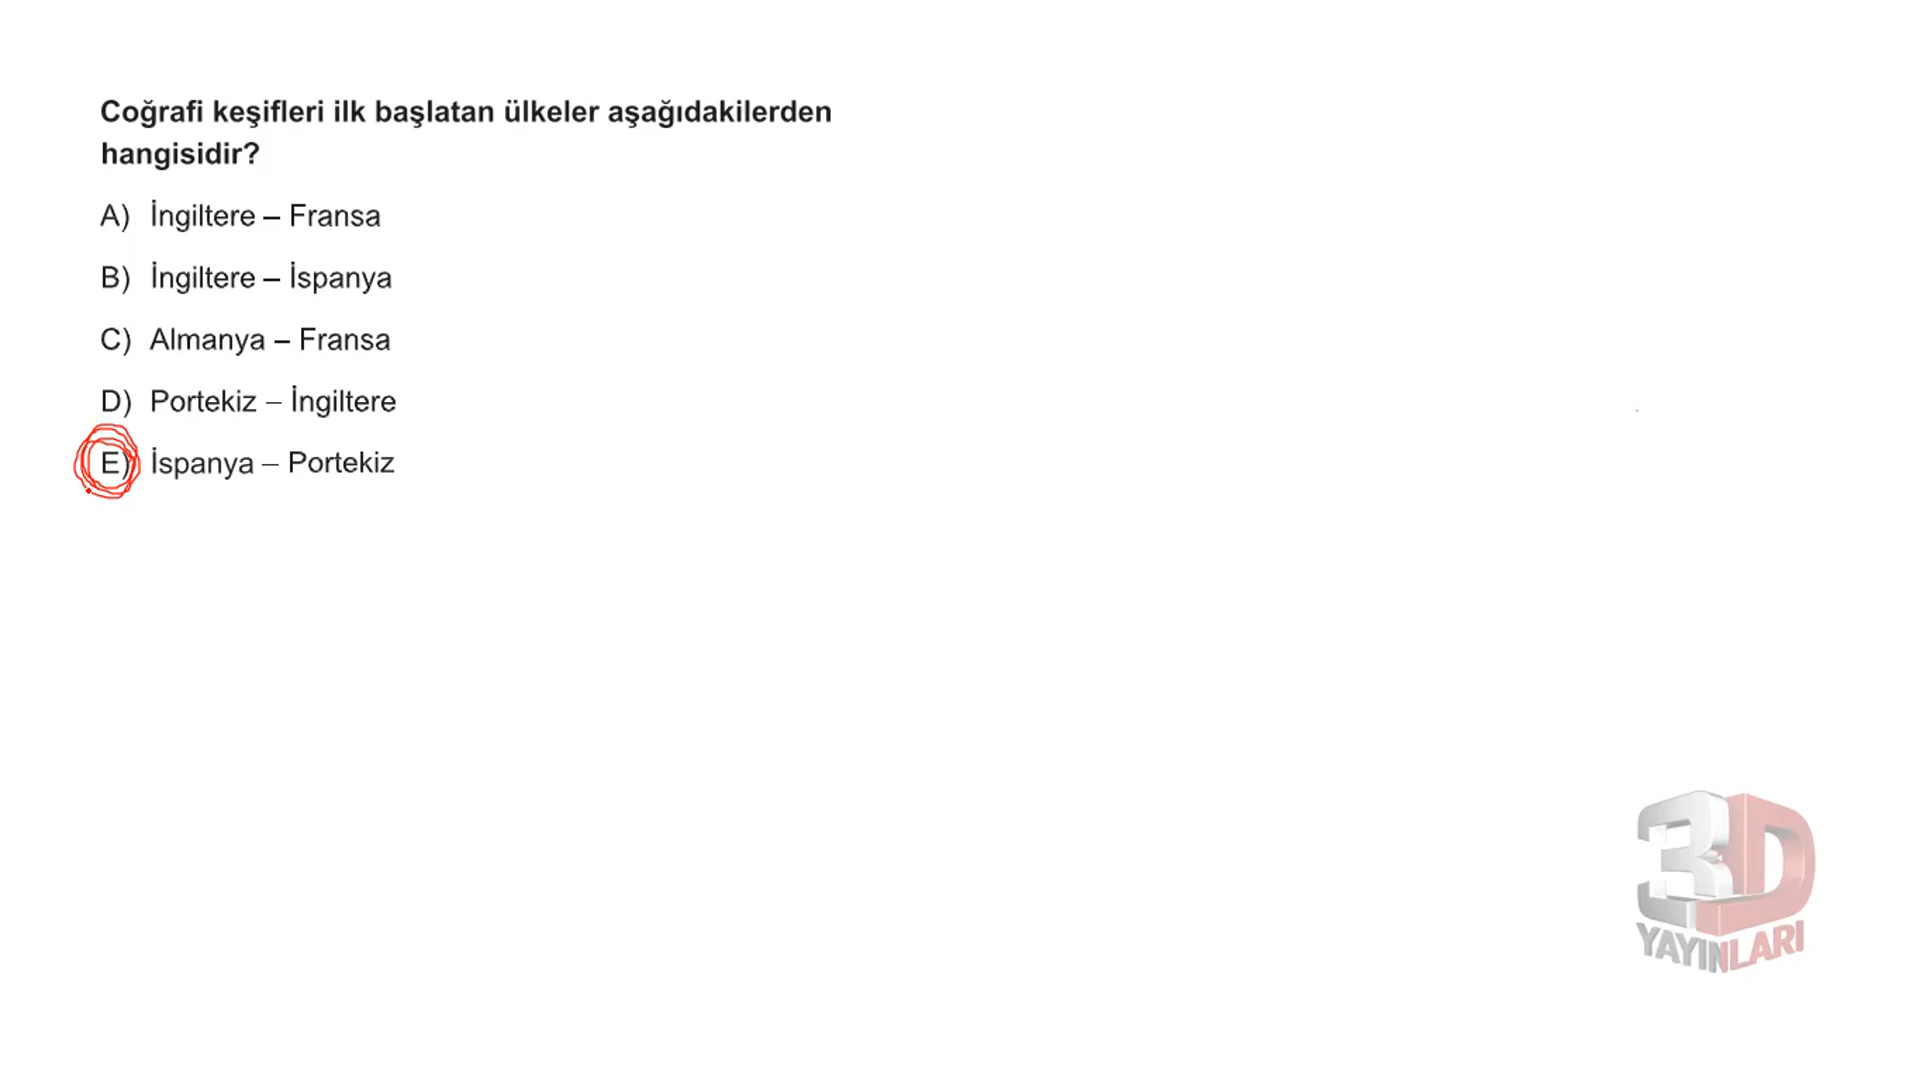 Coğrafi keşifleri ilk başlatan ülkeler aşağıdakilerden
hangisidir?
A) İngiltere – Fransa
B) İngiltere – İspanya
C) Almanya – Fransa
D) Portekiz – İngiltere
E) İspanya – Portekiz
3D
YAYINLARI